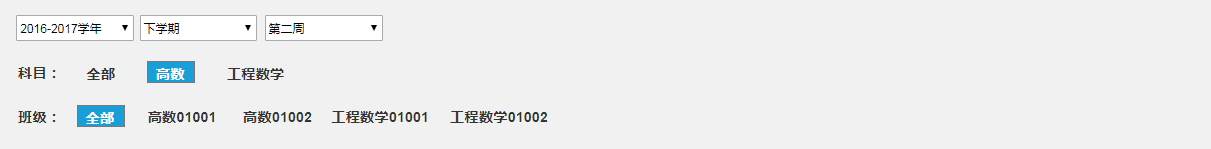 2016-2017学年 下学期 第二周
科目： 全部 高数 工程数学
班级： 全部 高数01001 高数01002 工程数学01001 工程数学01002